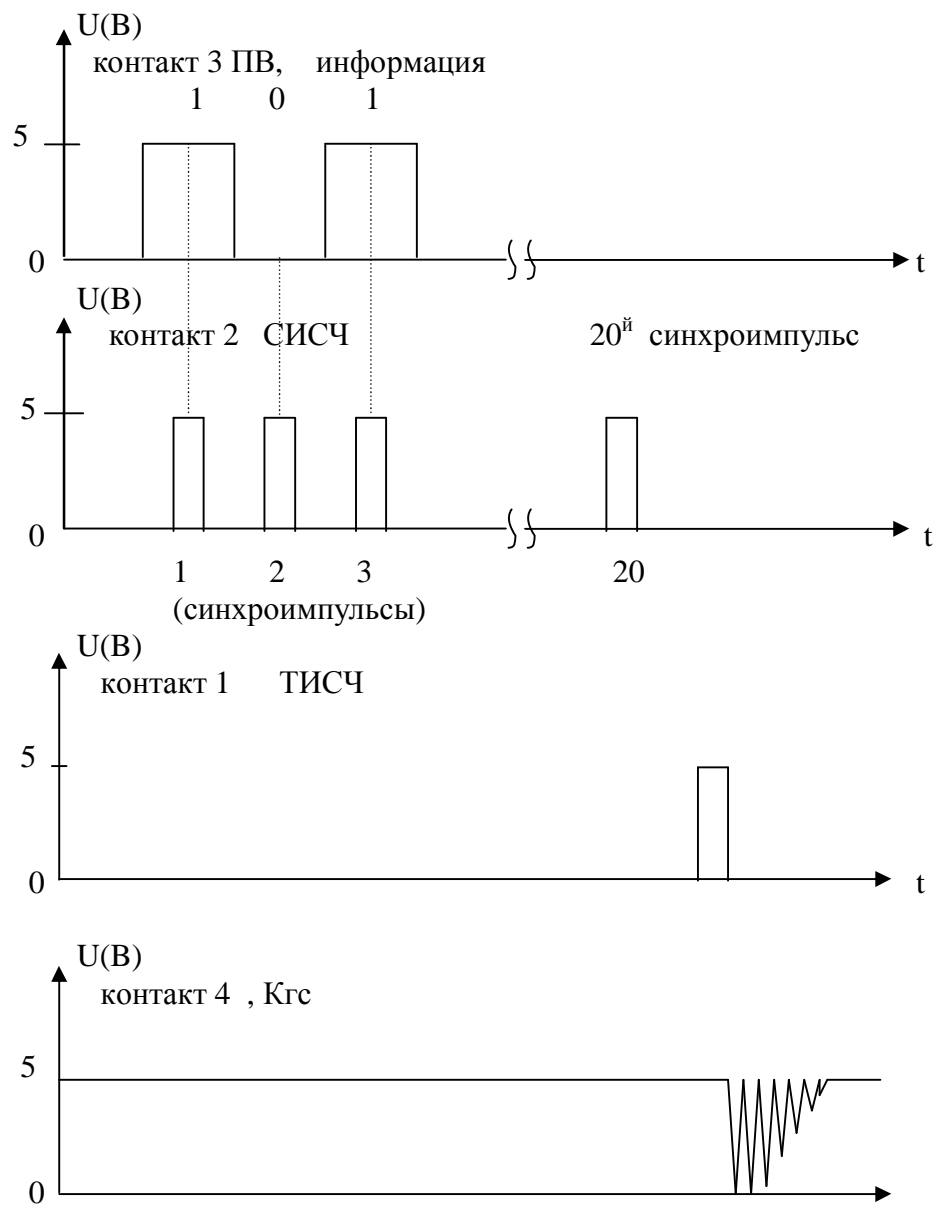 U(В)
контакт 3 ПВ, информация
1 0 1
5
0
t
U(В)
контакт 2 СИСЧ 20й синхроимпульс
5
0
t
1 2 3 20
(синхроимпульсы)
U(В)
контакт 1 ТИСЧ
5
0
t
U(В)
контакт 4 , Кгс
5
0